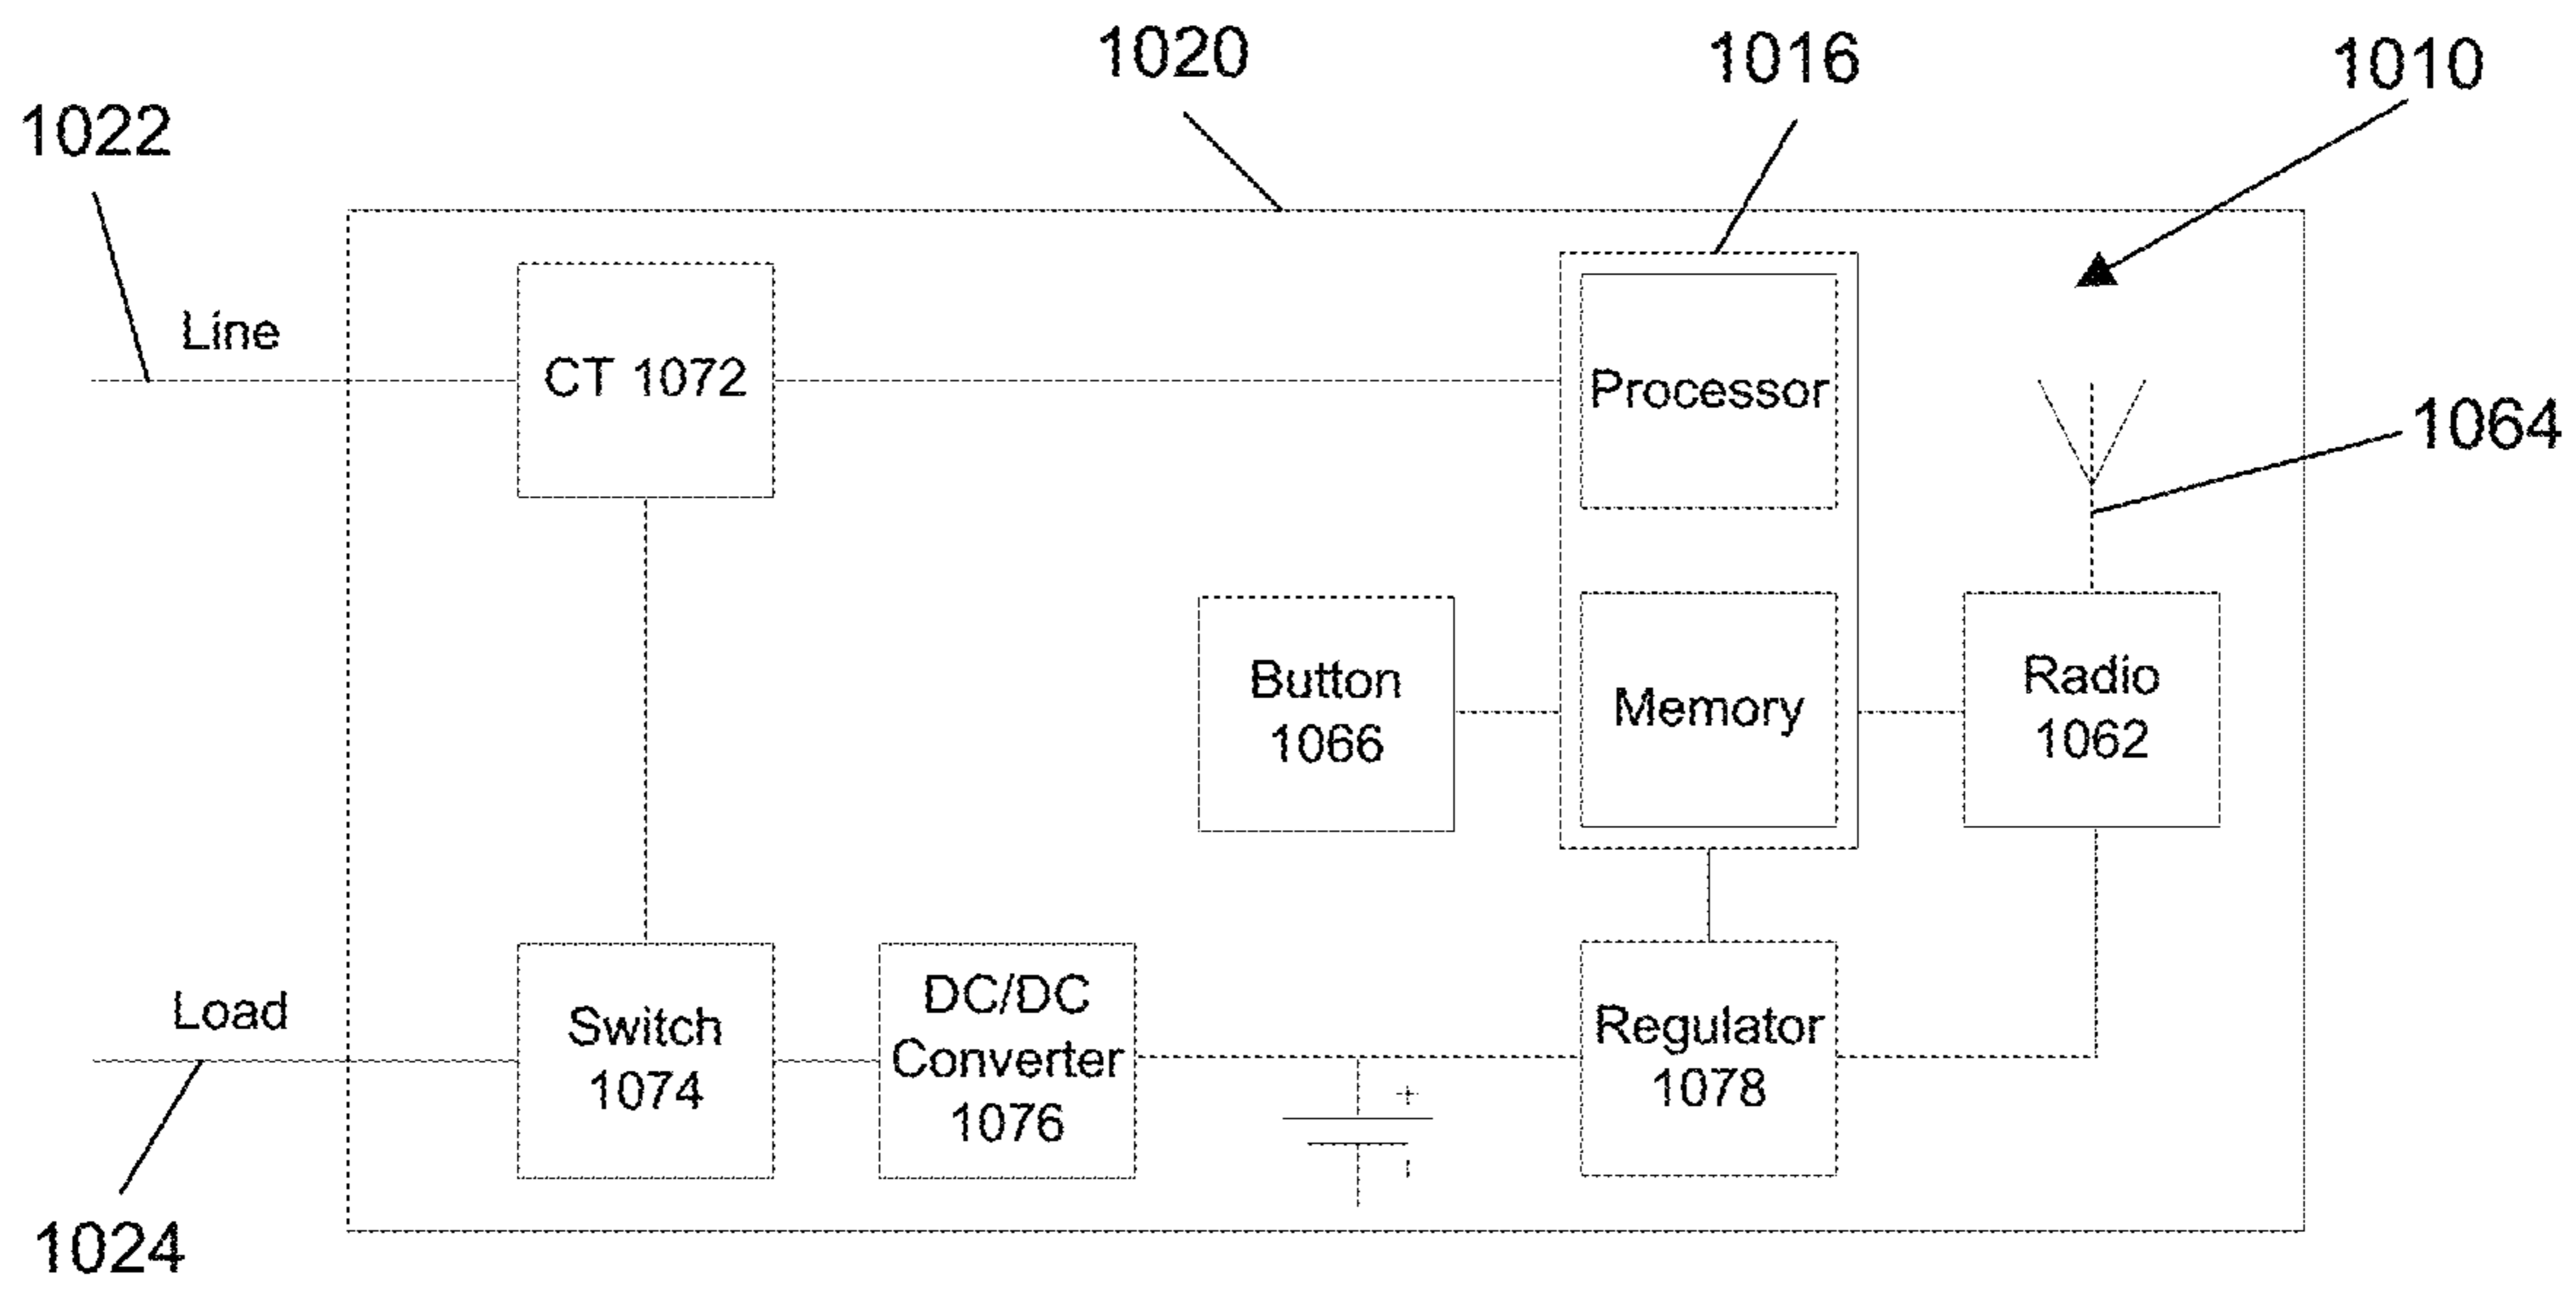 1020
1016
1010
1022
Line
CT 1072
Processor
1064
Button
1066
Memory
Radio
1062
Load
Switch
1074
DC/DC
Converter
1076
+
-
Regulator
1078
1024